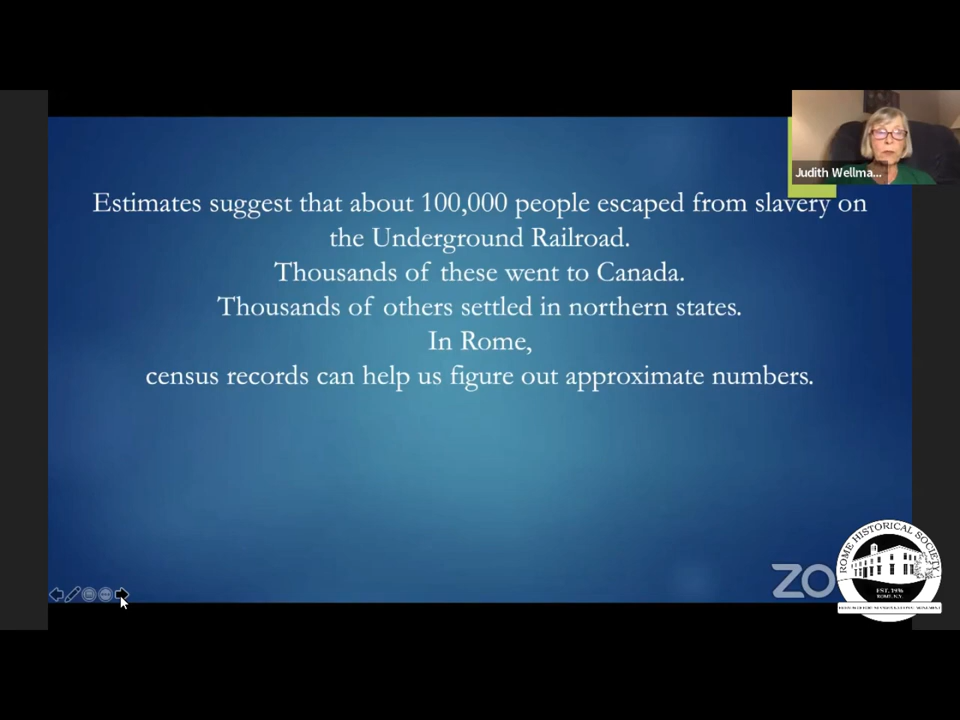 Judith Wellma...
Estimates suggest that about 100,000 people escaped from slavery on
the Underground Railroad.
Thousands of these went to Canada.
Thousands of others settled in northern states.
In Rome,
census records can help us figure out approximate numbers.
ZO
ROME HISTORICAL SOCIETY
EST. 1936
ROME, N.Y.